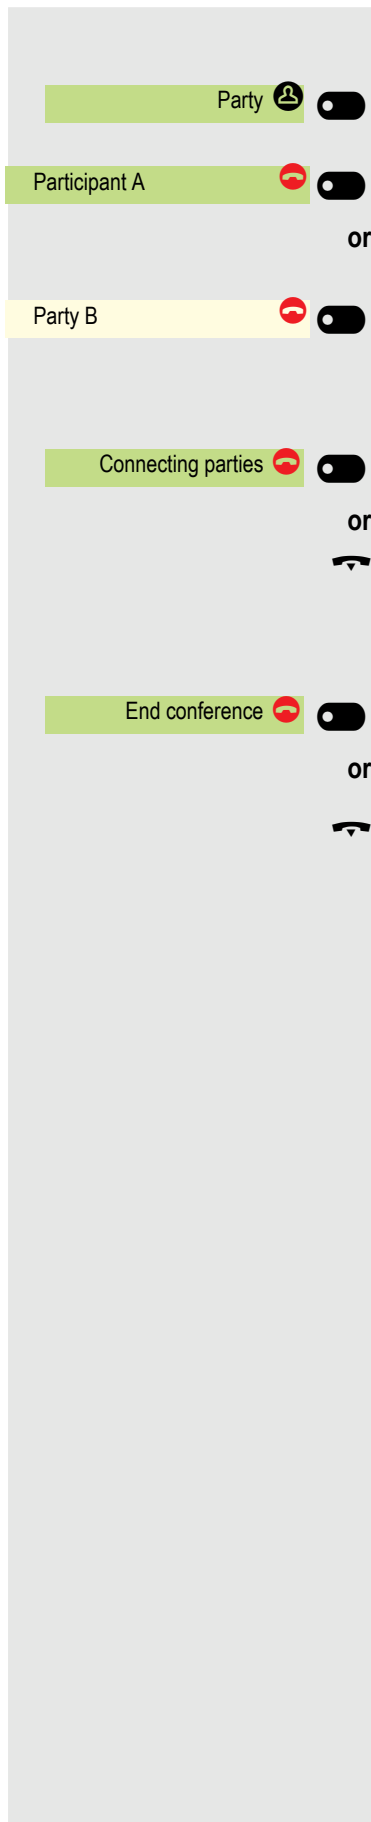 Party
Participant A
or
Party B
Connecting parties
or
End conference
or